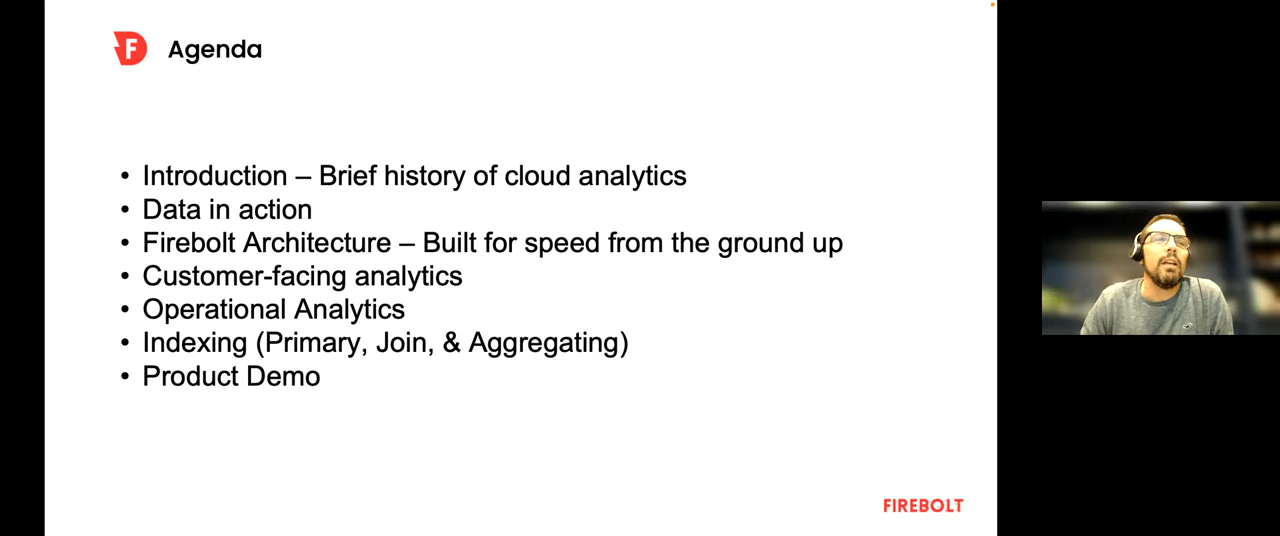 F Agenda
• Introduction – Brief history of cloud analytics
• Data in action
• Firebolt Architecture – Built for speed from the ground up
• Customer-facing analytics
• Operational Analytics
• Indexing (Primary, Join, & Aggregating)
• Product Demo
FIREBOLT